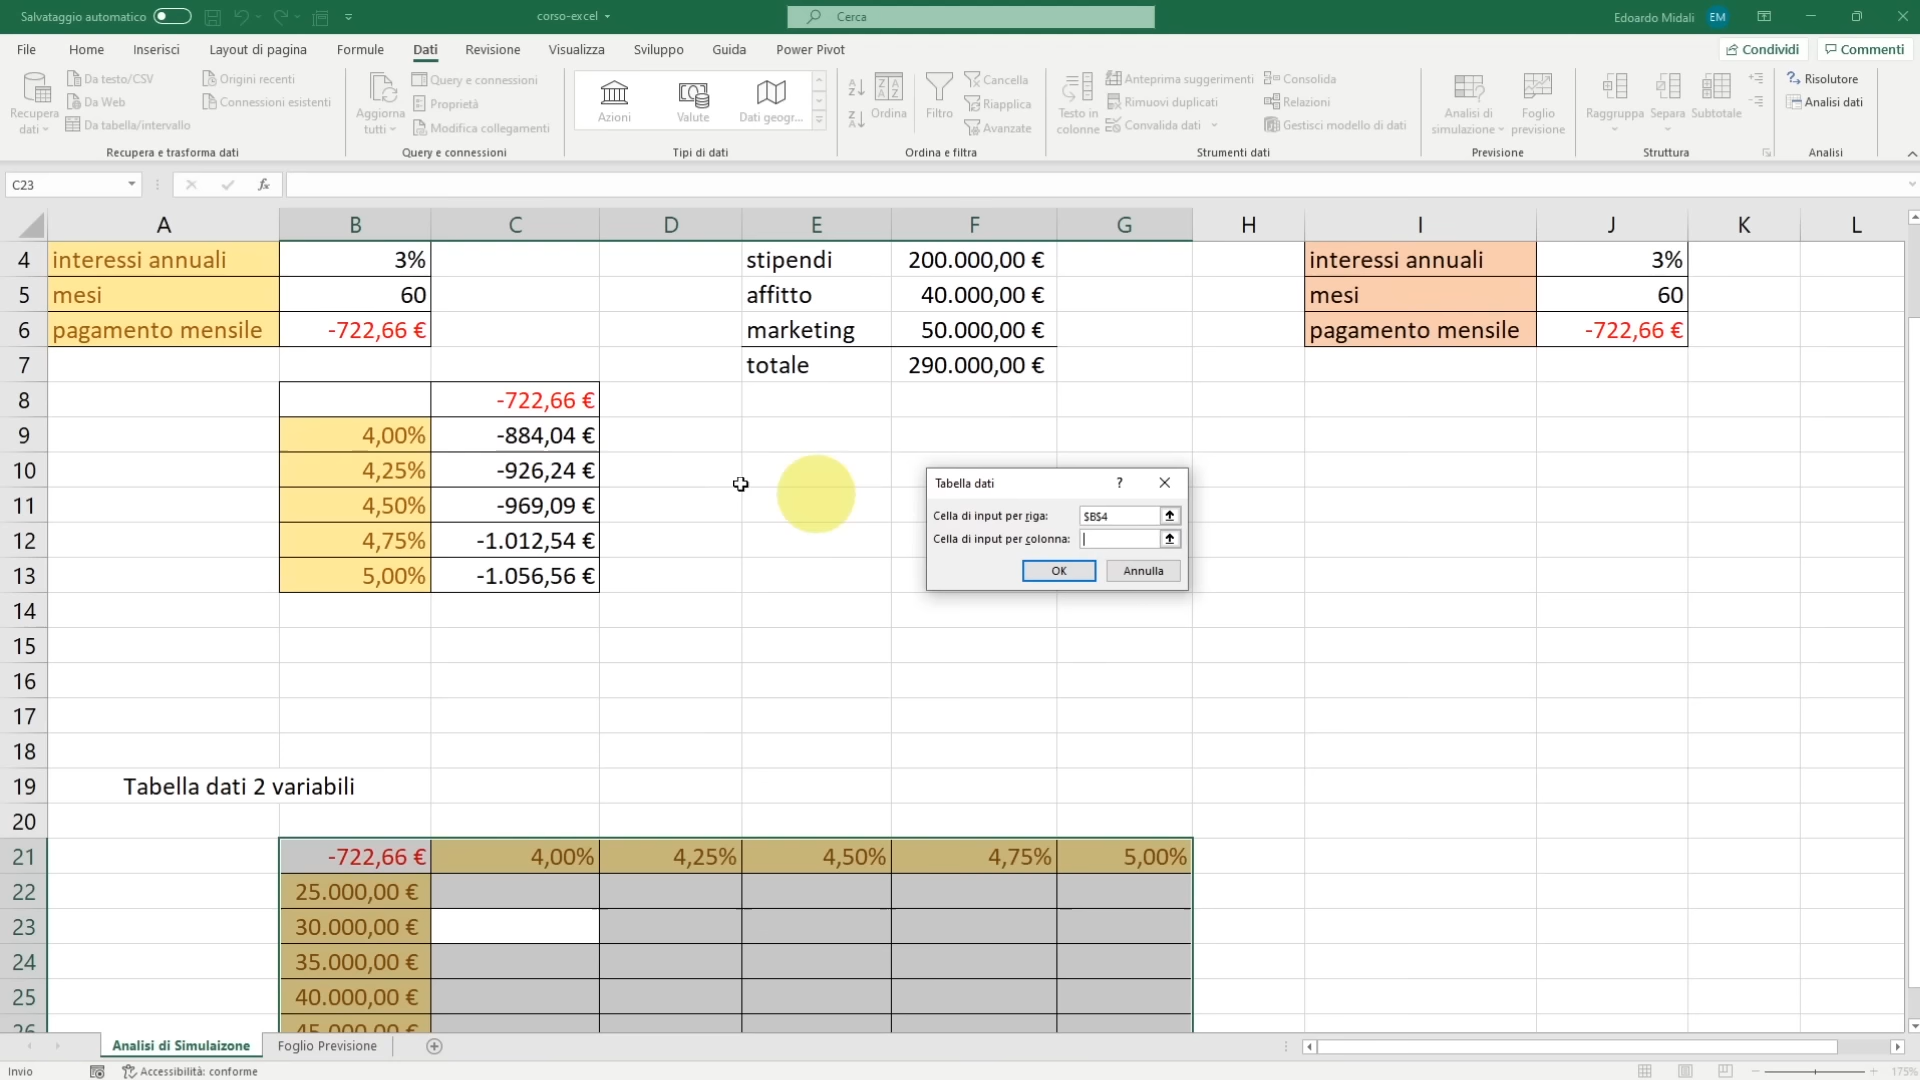 Salvataggio automatico
corso-excel
Cerca
Edoardo Midali
EM
File Home Inserisci Layout di pagina Formule Dati Revisione Visualizza Sviluppo Guida Power Pivot
Condividi
Commenti
Recupera dati
Da testo/CSV
Da Web
Da tabella/intervallo
Origini recenti
Connessioni esistenti
Recupera e trasforma dati
Aggiorna tutti
Query e connessioni
Proprietà
Modifica collegamenti
Query e connessioni
Azioni
Valute
Dati geogr...
Tipi di dati
Ordina
Filtro
Cancella
Riapplica
Avanzate
Ordina e filtra
Testo in colonne
Anteprima suggerimenti
Rimuovi duplicati
Convalida dati
Consolida
Relazioni
Gestisci modello di dati
Strumenti dati
Analisi di simulazione
Foglio previsione
Previsione
Raggruppa
Separa
Subtotale
Struttura
Risolutore
Analisi dati
Analisi
C23
fx
A B C D E F G H I J K L
4 interessi annuali 3% stipendi 200.000,00 € interessi annuali 3%
5 mesi 60 affitto 40.000,00 € mesi 60
6 pagamento mensile -722,66 € marketing 50.000,00 € pagamento mensile -722,66 €
7 totale 290.000,00 €
8 -722,66 €
9 4,00% -884,04 €
10 4,25% -926,24 €
11 4,50% -969,09 €
12 4,75% -1.012,54 €
13 5,00% -1.056,56 €
14
15
16
17
18
19 Tabella dati 2 variabili
20
21 -722,66 € 4,00% 4,25% 4,50% 4,75% 5,00%
22 25.000,00 €
23 30.000,00 €
24 35.000,00 €
25 40.000,00 €
26 45.000,00 €
Tabella dati
?
Cella di input per riga: $B$4
Cella di input per colonna:
OK
Annulla
Analisi di Simulaizone
Foglio Previsione
Invio
Accessibilità: conforme
175%